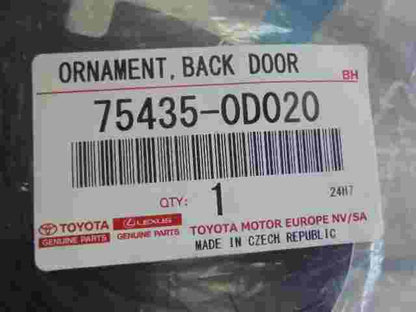 ORNAMENT, BACK DOOR
BH
75435-0D020
QTY: 1
24H7
TOYOTA LEXUS TOYOTA MOTOR EUROPE NV/SA
GENUINE PARTS GENUINE PARTS MADE IN CZECH REPUBLIC